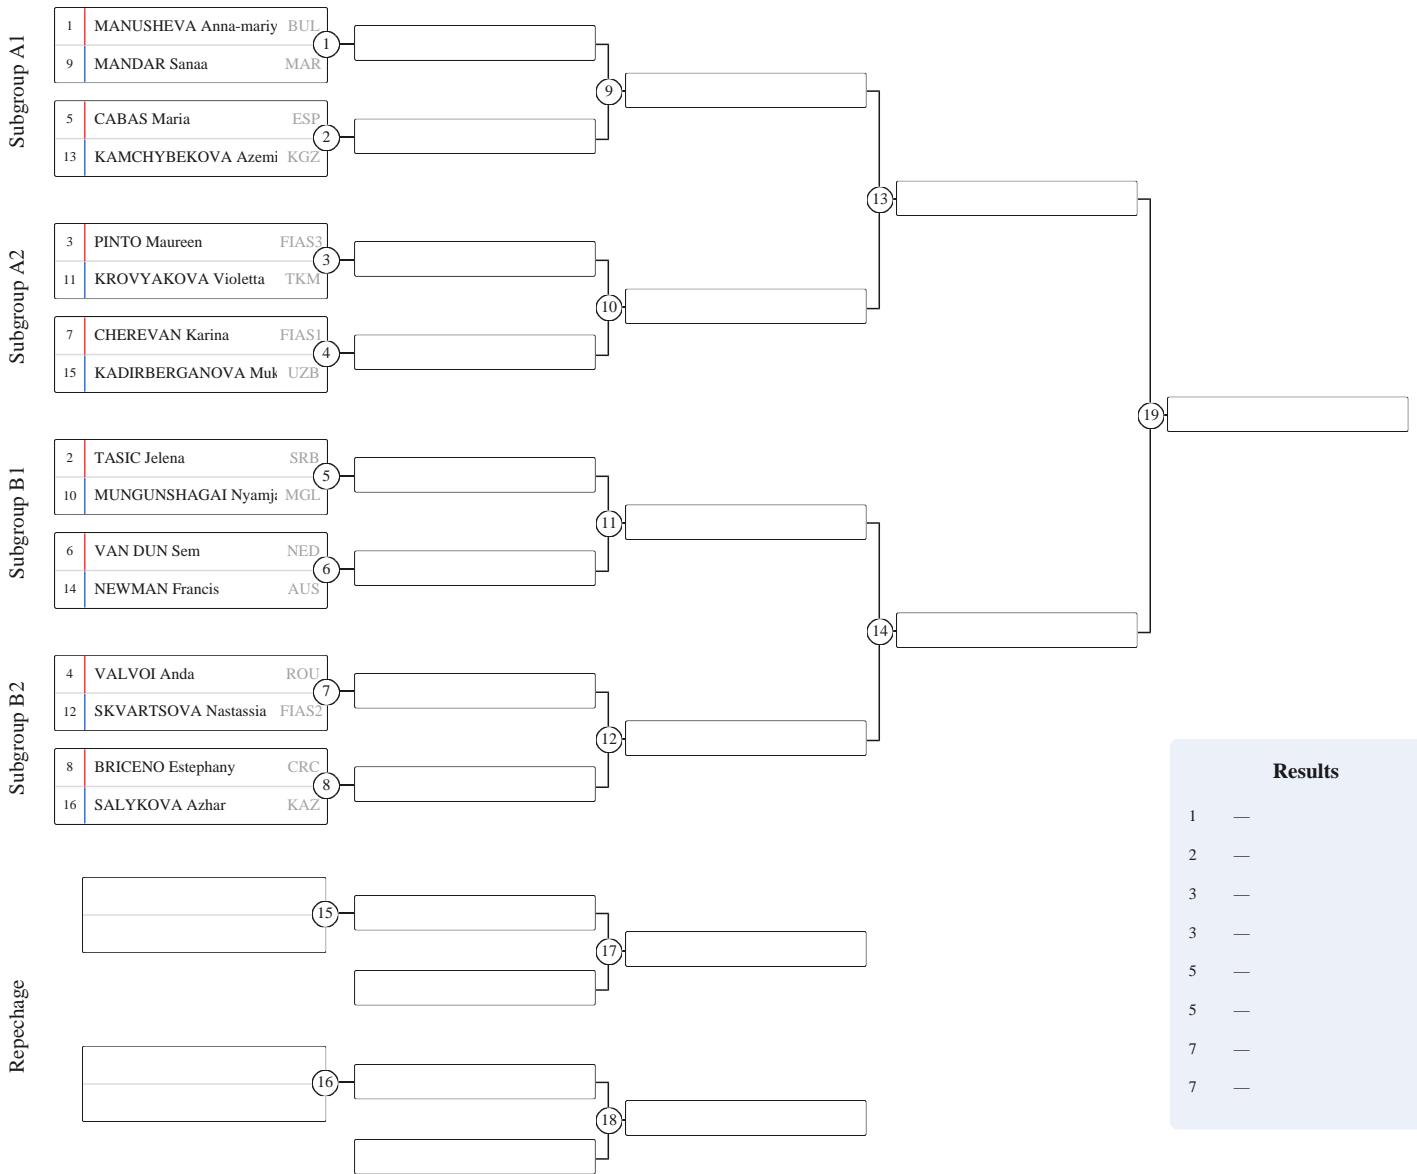 Subgroup A1
1 MANUSHEVA Anna-mariy BUL
9 MANDAR Sanaa MAR
1
5 CABAS Maria ESP
13 KAMCHYBEKOVA Azemi KGZ
2
9
Subgroup A2
3 PINTO Maureen FIAS3
11 KROVYAKOVA Violetta TKM
3
7 CHEREVAN Karina FIAS1
15 KADIRBERGANOVA Muk UZB
4
10
13
Subgroup B1
2 TASIC Jelena SRB
10 MUNGUNSHAGAI Nyamja MGL
5
6 VAN DUN Sem NED
14 NEWMAN Francis AUS
6
11
Subgroup B2
4 VALVOI Anda ROU
12 SKVARTSOVA Nastassia FIAS2
7
8 BRICENO Estephany CRC
16 SALYKOVA Azhar KAZ
8
12
14
19
Repechage
15
17
16
18
Results
1 —
2 —
3 —
3 —
5 —
5 —
7 —
7 —